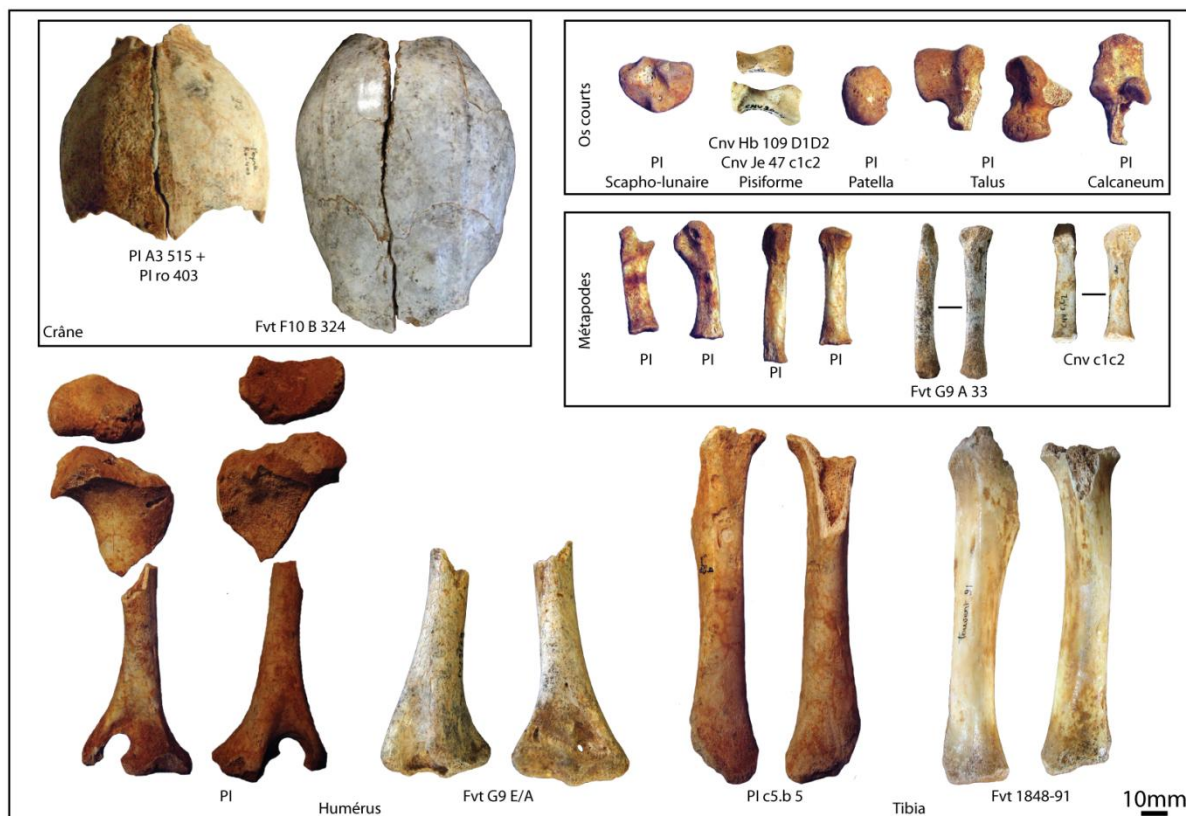 PI A3 515 +
PI ro 403
Fvt F10 B 324
Crâne
Os courts
Cnv Hb 109 D1D2
Cnv Je 47 c1c2
PI
Scapho-lunaire
Pisiforme
PI
Patella
PI
Talus
PI
Calcaneum
Métapodes
PI
PI
PI
PI
Fvt G9 A 33
Cnv c1c2
PI
Humérus
Fvt G9 E/A
PI c5.b 5
Tibia
Fvt 1848-91
10mm